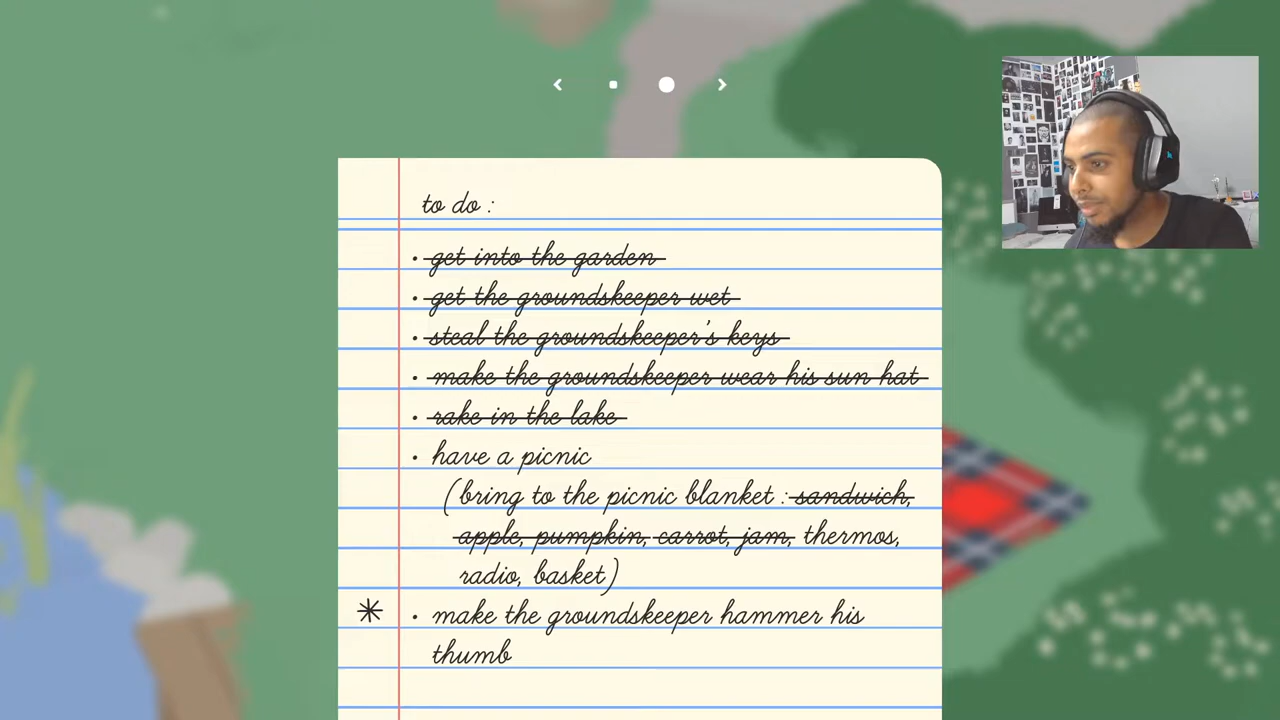 to do :
• get into the garden
• get the groundskeeper wet
• steal the groundskeeper's keys
• make the groundskeeper wear his sun hat
• rake in the lake
• have a picnic
(bring to the picnic blanket : sandwich,
apple, pumpkin, carrot, jam, thermos,
radio, basket)
• make the groundskeeper hammer his
thumb